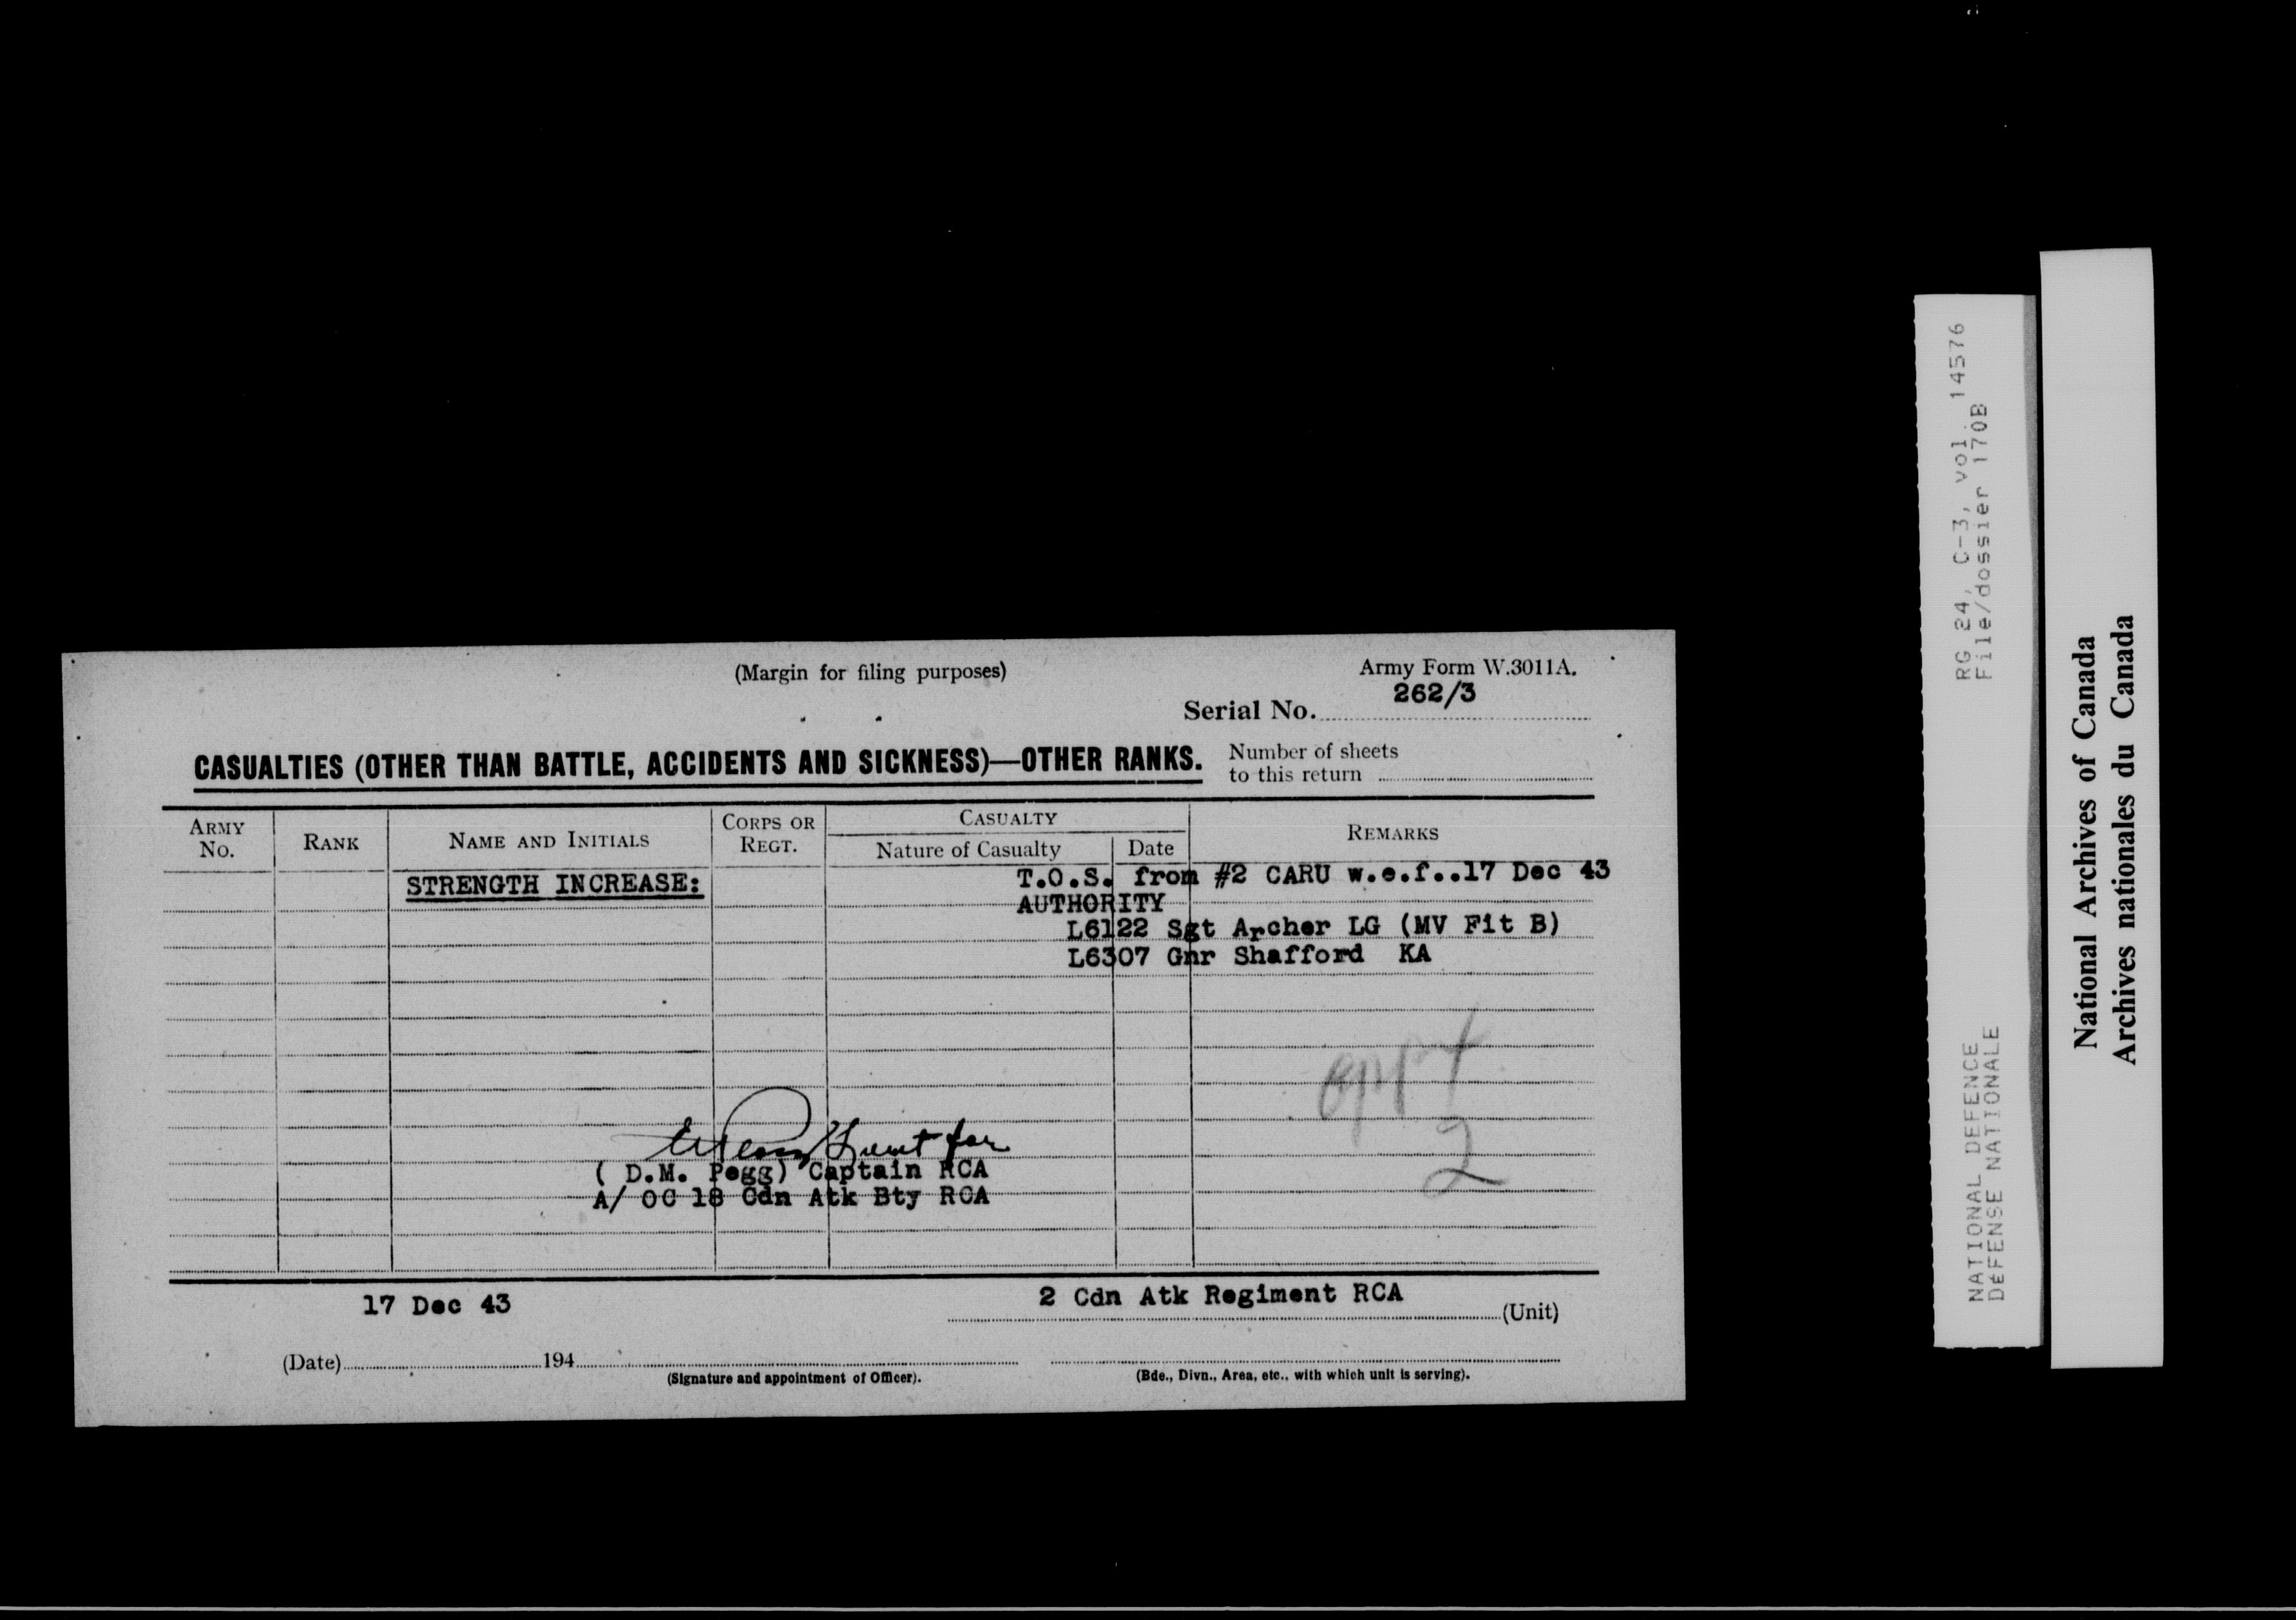 (Margin for filing purposes)
Army Form W.3011A.
Serial No. 262/3
CASUALTIES (OTHER THAN BATTLE, ACCIDENTS AND SICKNESS)—OTHER RANKS.
Number of sheets
to this return
ARMY No.
RANK
NAME AND INITIALS
CORPS OR REGT.
CASUALTY
Nature of Casualty
Date
REMARKS
STRENGTH INCREASE:
T.O.S. from #2 CARU w.e.f..17 Dec 43
AUTHORITY
L6122 Sgt Archer LG (MV Fit B)
L6307 Gnr Shafford KA
2
for
( D.M. Pegg) Captain RCA
A/ OC 18 Cdn Atk Bty RCA
17 Dec 43
2 Cdn Atk Regiment RCA (Unit)
(Date) 194
(Signature and appointment of Officer).
(Bde., Divn., Area, etc., with which unit is serving).
RG 24, C-3, vol. 14576
File/dossier 170B
NATIONAL DEFENCE
DEFENSE NATIONALE
National Archives of Canada
Archives nationales du Canada